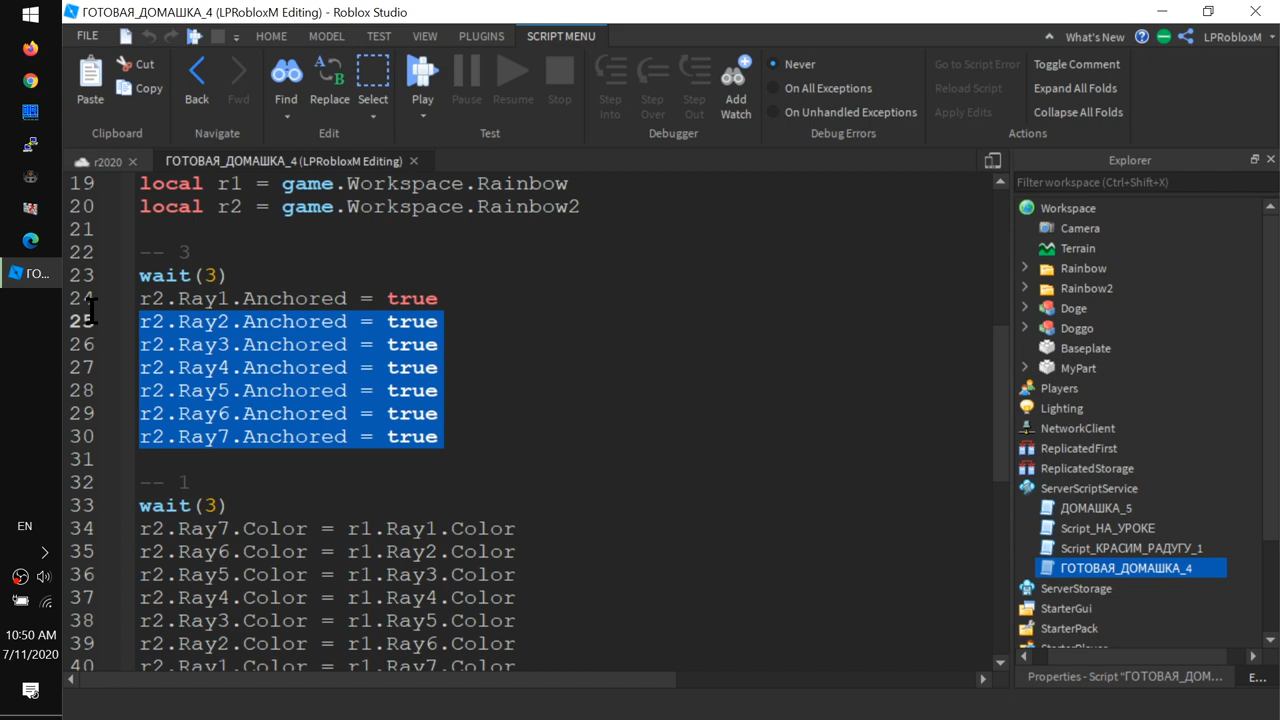 ГОТОВАЯ_ДОМАШКА_4 (LPRobloxM Editing) - Roblox Studio
FILE HOME MODEL TEST VIEW PLUGINS SCRIPT MENU What's New LPRobloxM
Paste Cut Copy Back Fwd Find Replace Select Play Pause Resume Stop Step Into Step Over Step Out Add Watch
Never
On All Exceptions
On Unhandled Exceptions
Go to Script Error Toggle Comment
Reload Script Expand All Folds
Apply Edits Collapse All Folds
Clipboard Navigate Edit Test Debugger Debug Errors Actions
r2020 ГОТОВАЯ_ДОМАШКА_4 (LPRobloxM Editing)
19 local r1 = game.Workspace.Rainbow
20 local r2 = game.Workspace.Rainbow2
21
22 -- 3
23 wait(3)
24 r2.Ray1.Anchored = true
25 r2.Ray2.Anchored = true
26 r2.Ray3.Anchored = true
27 r2.Ray4.Anchored = true
28 r2.Ray5.Anchored = true
29 r2.Ray6.Anchored = true
30 r2.Ray7.Anchored = true
31
32 -- 1
33 wait(3)
34 r2.Ray7.Color = r1.Ray1.Color
35 r2.Ray6.Color = r1.Ray2.Color
36 r2.Ray5.Color = r1.Ray3.Color
37 r2.Ray4.Color = r1.Ray4.Color
38 r2.Ray3.Color = r1.Ray5.Color
39 r2.Ray2.Color = r1.Ray6.Color
40 r2.Ray1.Color = r1.Ray7.Color
Explorer
Filter workspace (Ctrl+Shift+X)
Workspace
Camera
Terrain
Rainbow
Rainbow2
Doge
Doggo
Baseplate
MyPart
Players
Lighting
NetworkClient
ReplicatedFirst
ReplicatedStorage
ServerScriptService
ДОМАШКА_5
Script_НА_УРОКЕ
Script_КРАСИМ_РАДУГУ_1
ГОТОВАЯ_ДОМАШКА_4
ServerStorage
StarterGui
StarterPack
StarterPlayer
Properties - Script "ГОТОВАЯ_ДОМ... E...
ГО...
EN
10:50 AM
7/11/2020